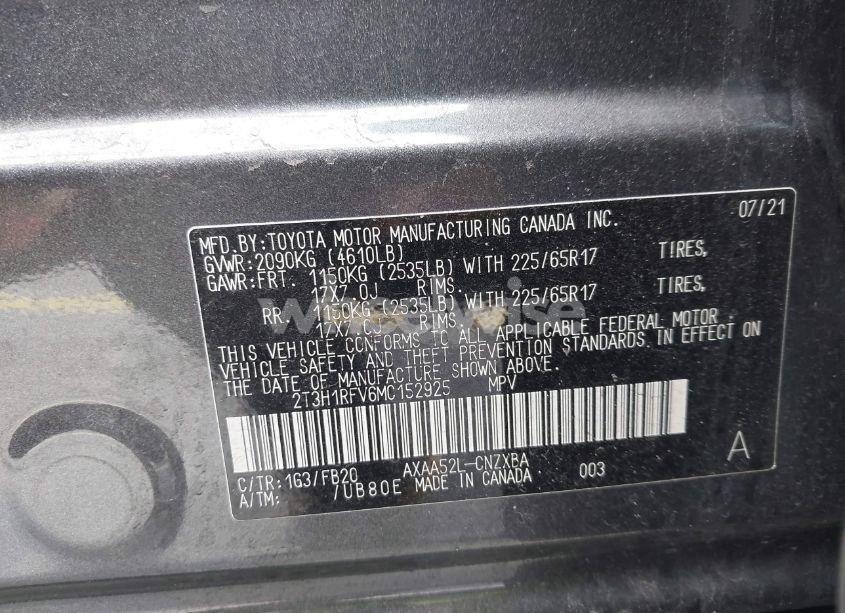 07/21
MFD.BY:TOYOTA MOTOR MANUFACTURING CANADA INC.
GVWR:2090KG (4610LB)
GAWR:FRT. 1150KG (2535LB) WITH 225/65R17 TIRES,
17X7.0J RIMS.
RR. 1150KG (2535LB) WITH 225/65R17 TIRES,
17X7.0J RIMS.
THIS VEHICLE CONFORMS TO ALL APPLICABLE FEDERAL MOTOR
VEHICLE SAFETY AND THEFT PREVENTION STANDARDS IN EFFECT ON
THE DATE OF MANUFACTURE SHOWN ABOVE.
2T3H1RFV6MC152925 MPV
A
C/TR:1G3/FB20 AXAA52L-CNZXBA 003
A/TM: /UB80E MADE IN CANADA